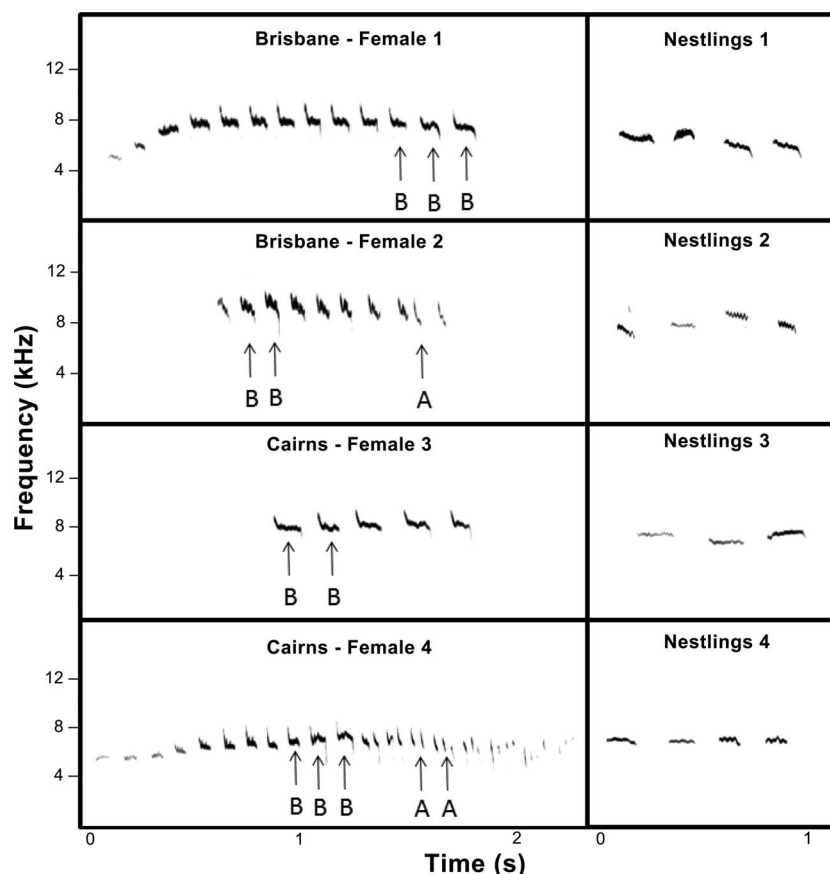 Brisbane - Female 1
Nestlings 1
12
8
4
B B B
Brisbane - Female 2
Nestlings 2
12
8
4
B B A
Cairns - Female 3
Nestlings 3
12
8
4
B B
Cairns - Female 4
Nestlings 4
12
8
4
B B B A A
0 1 2 0 1
Frequency (kHz)
Time (s)